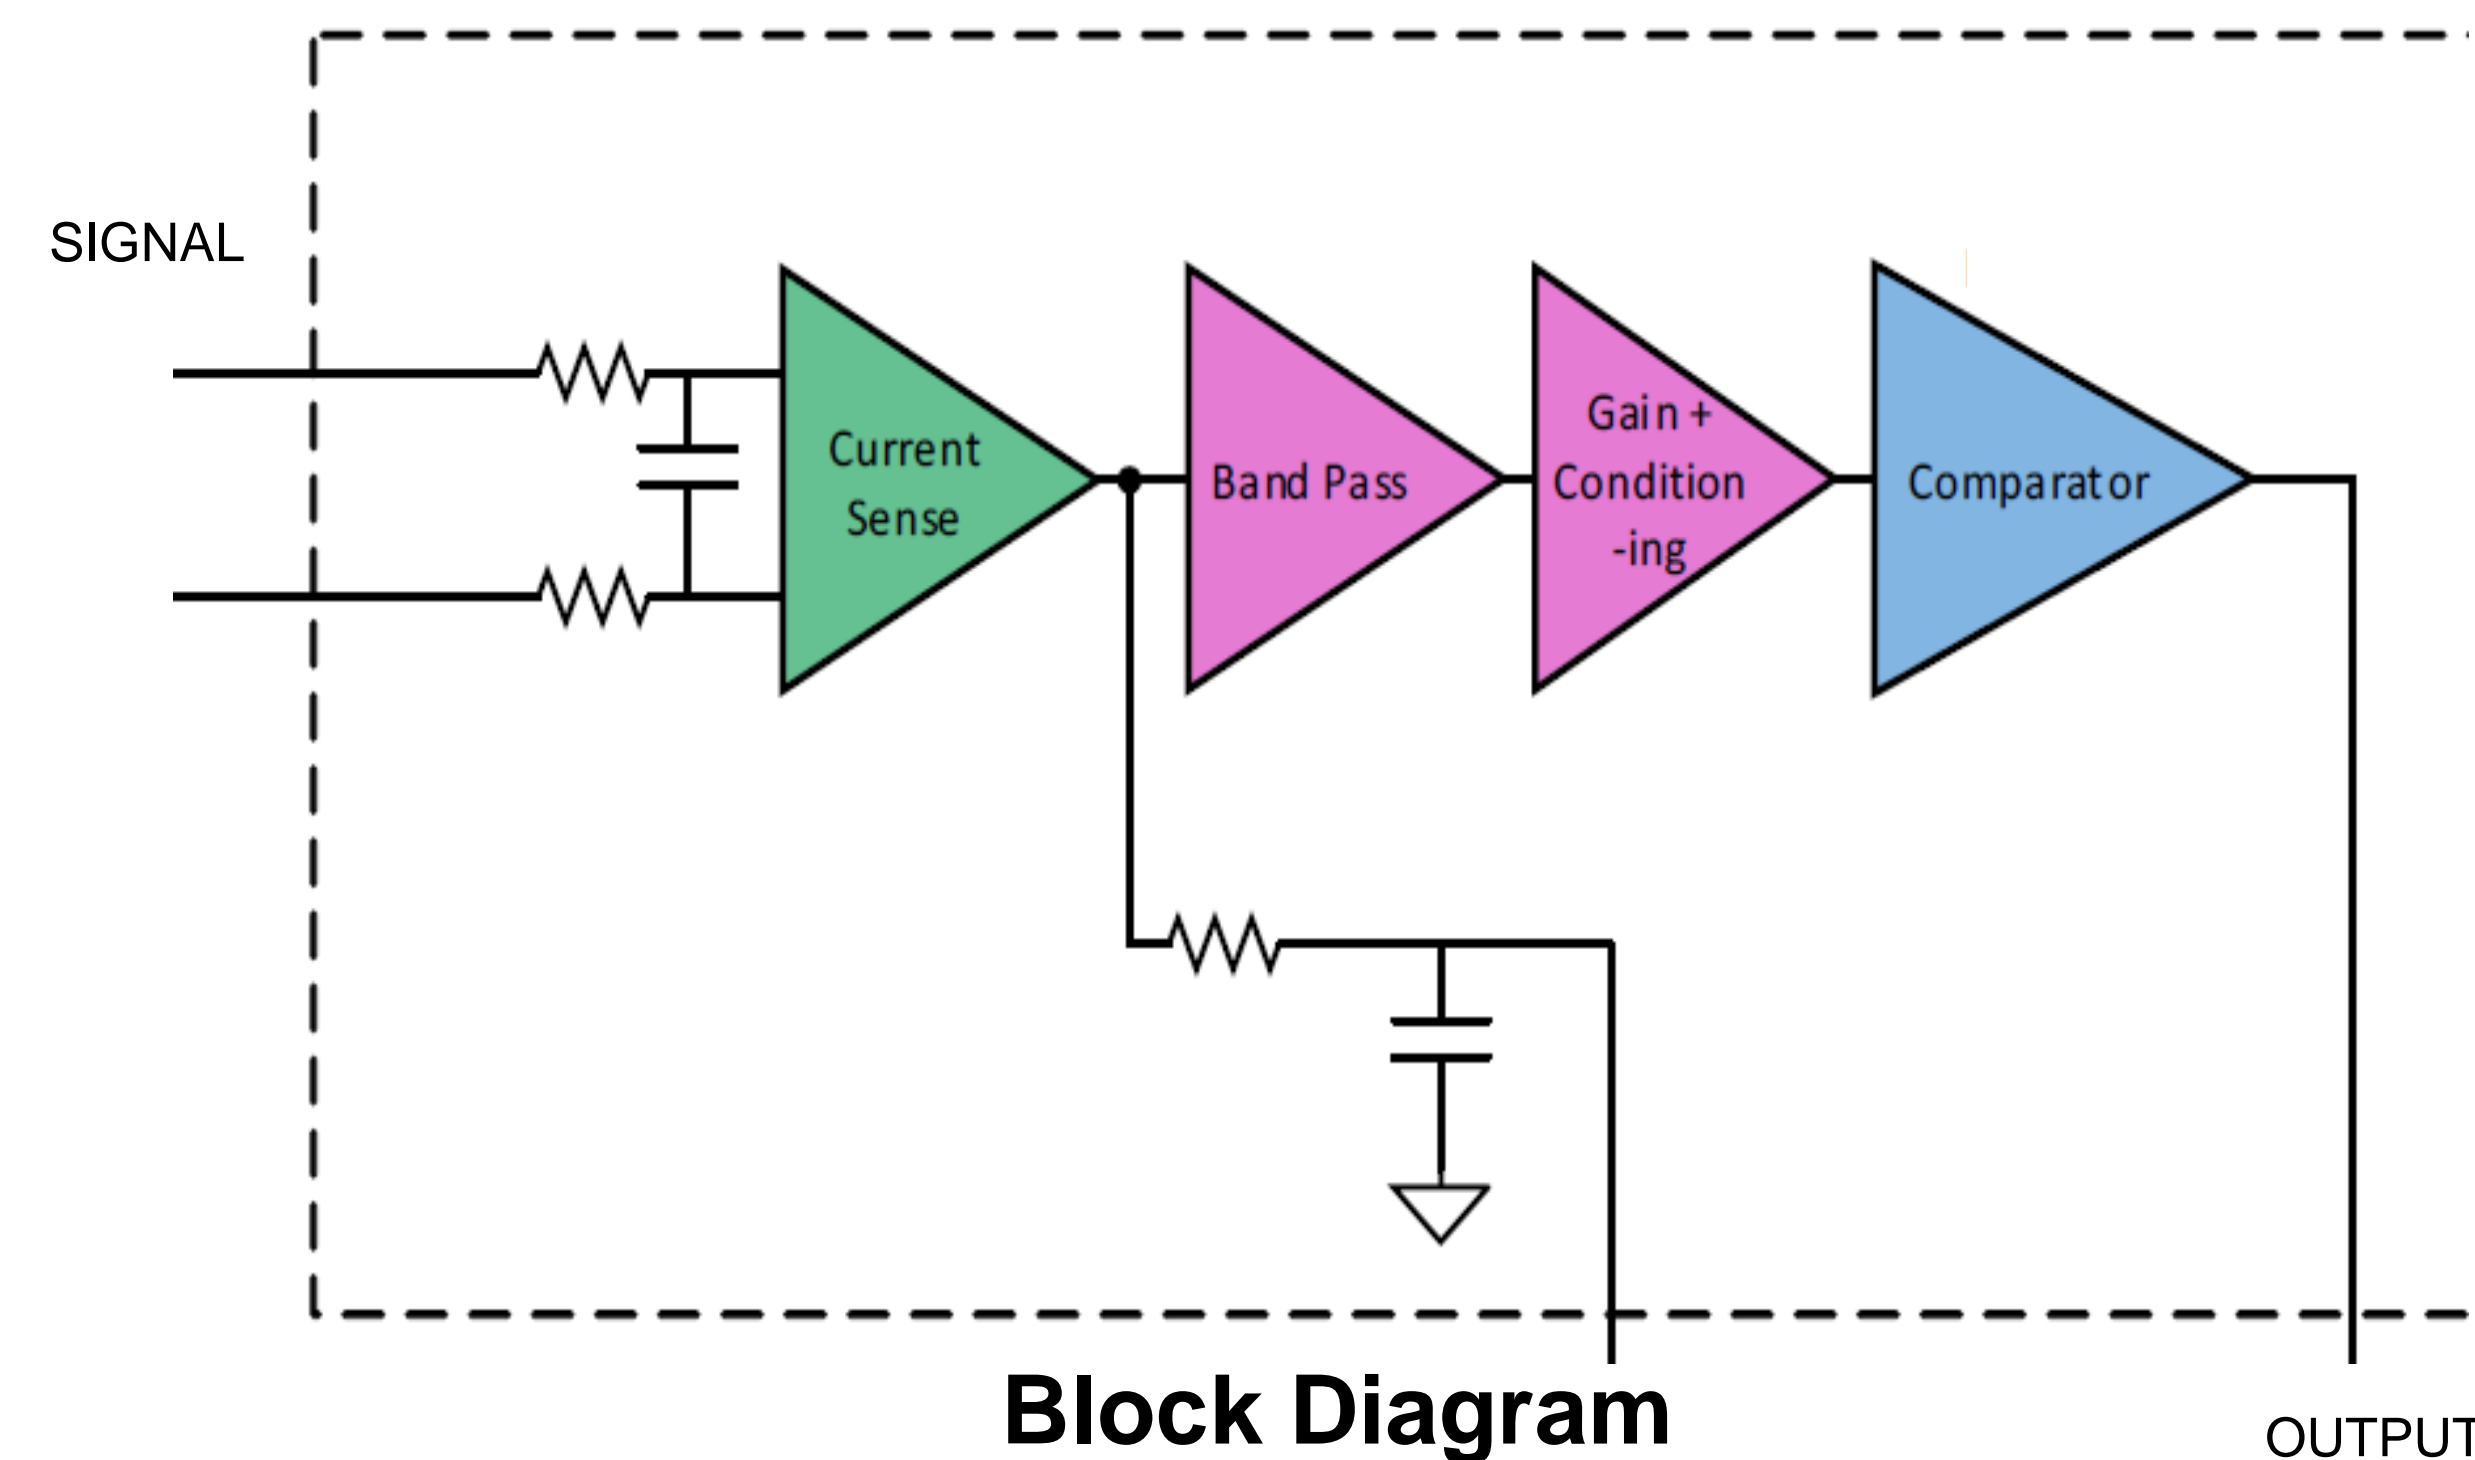 SIGNAL
Current
Sense
Band Pass
Gain +
Condition
-ing
Comparator
Block Diagram
OUTPUT